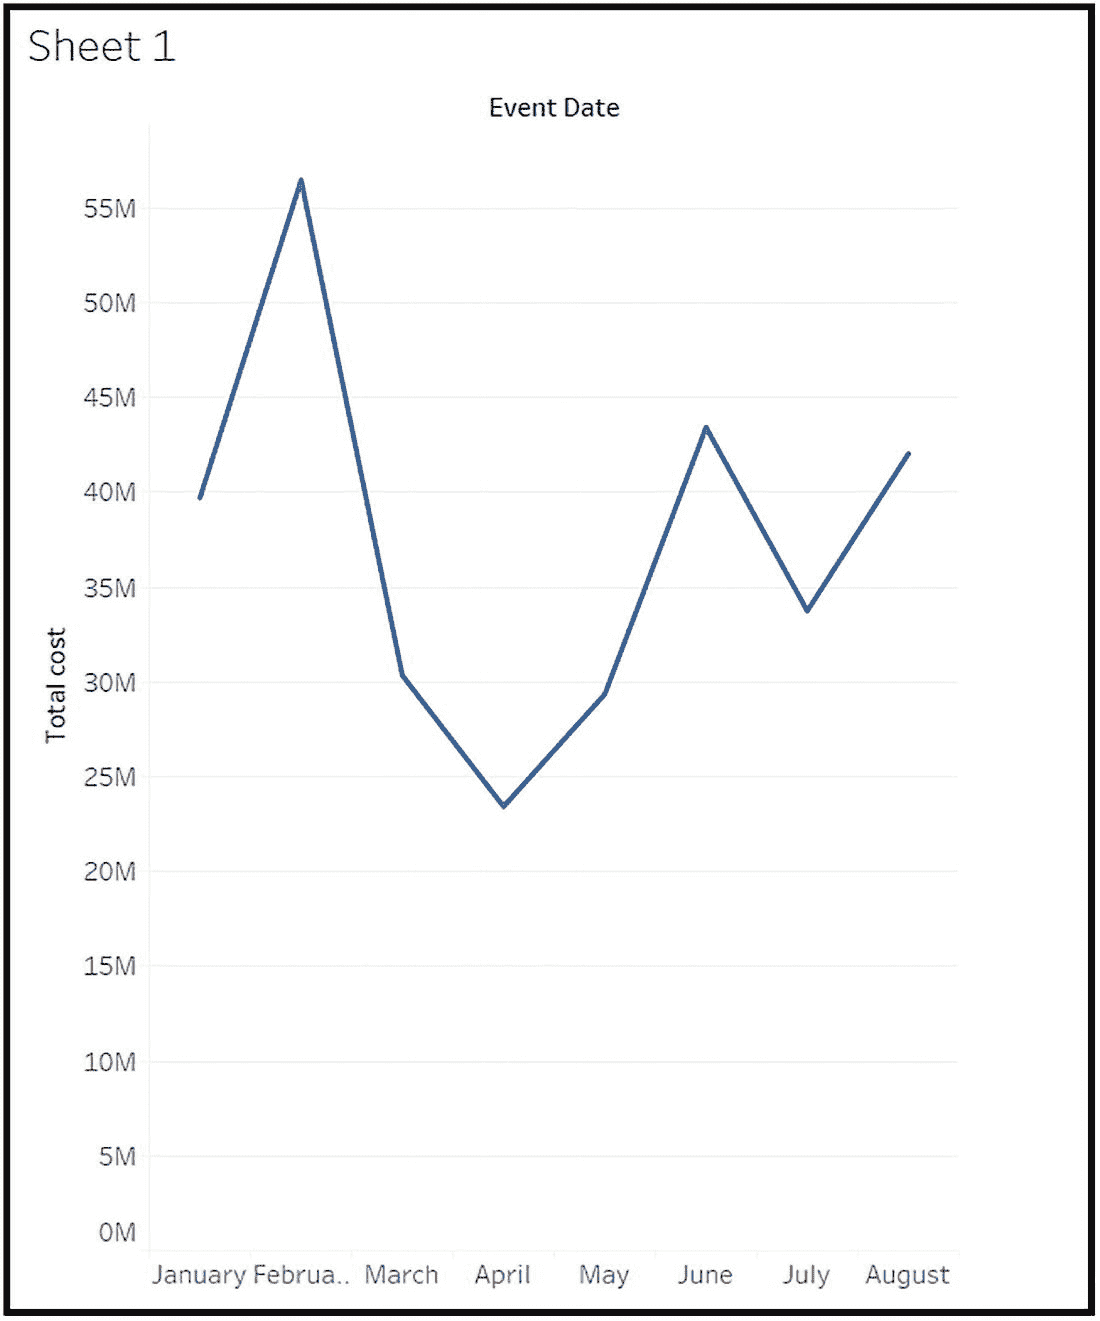 Sheet 1
Event Date
55M
50M
45M
40M
35M
30M
25M
20M
15M
10M
5M
0M
Total cost
January Februa.. March April May June July August